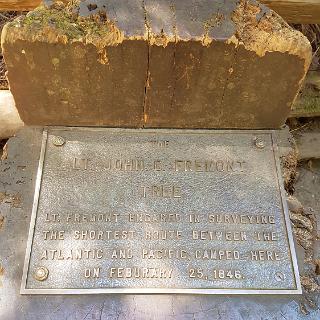 THE
LT. JOHN C. FREMONT
TREE
LT. FREMONT ENGAGED IN SURVEYING
THE SHORTEST ROUTE BETWEEN THE
ATLANTIC AND PACIFIC, CAMPED HERE
ON FEBURARY 25, 1846.